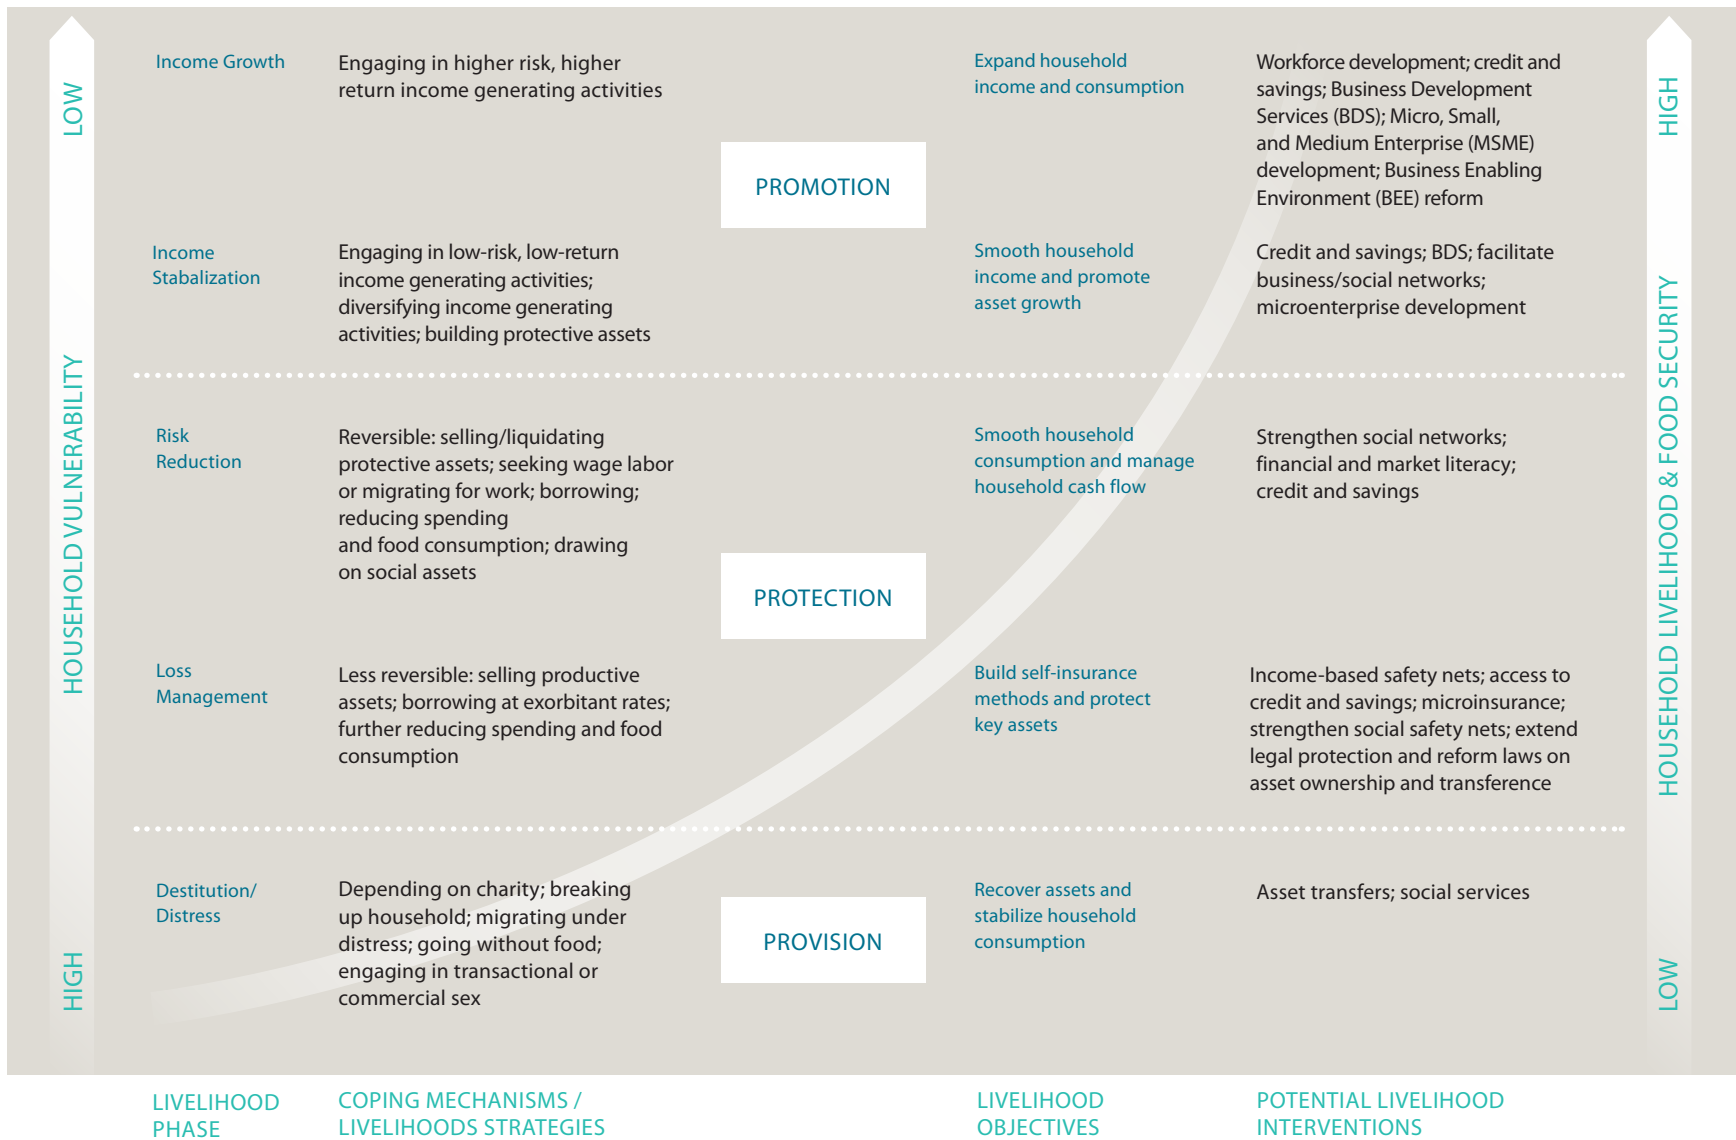 LOW
HOUSEHOLD VULNERABILITY
HIGH
Income Growth
Engaging in higher risk, higher
return income generating activities
Expand household
income and consumption
Workforce development; credit and
savings; Business Development
Services (BDS); Micro, Small,
and Medium Enterprise (MSME)
development; Business Enabling
Environment (BEE) reform
PROMOTION
Income
Stabalization
Engaging in low-risk, low-return
income generating activities;
diversifying income generating
activities; building protective assets
Smooth household
income and promote
asset growth
Credit and savings; BDS; facilitate
business/social networks;
microenterprise development
Risk
Reduction
Reversible: selling/liquidating
protective assets; seeking wage labor
or migrating for work; borrowing;
reducing spending
and food consumption; drawing
on social assets
Smooth household
consumption and manage
household cash flow
Strengthen social networks;
financial and market literacy;
credit and savings
PROTECTION
Loss
Management
Less reversible: selling productive
assets; borrowing at exorbitant rates;
further reducing spending and food
consumption
Build self-insurance
methods and protect
key assets
Income-based safety nets; access to
credit and savings; microinsurance;
strengthen social safety nets; extend
legal protection and reform laws on
asset ownership and transference
Destitution/
Distress
Depending on charity; breaking
up household; migrating under
distress; going without food;
engaging in transactional or
commercial sex
PROVISION
Recover assets and
stabilize household
consumption
Asset transfers; social services
HIGH
HOUSEHOLD LIVELIHOOD & FOOD SECURITY
LOW
LIVELIHOOD
PHASE
COPING MECHANISMS /
LIVELIHOODS STRATEGIES
LIVELIHOOD
OBJECTIVES
POTENTIAL LIVELIHOOD
INTERVENTIONS